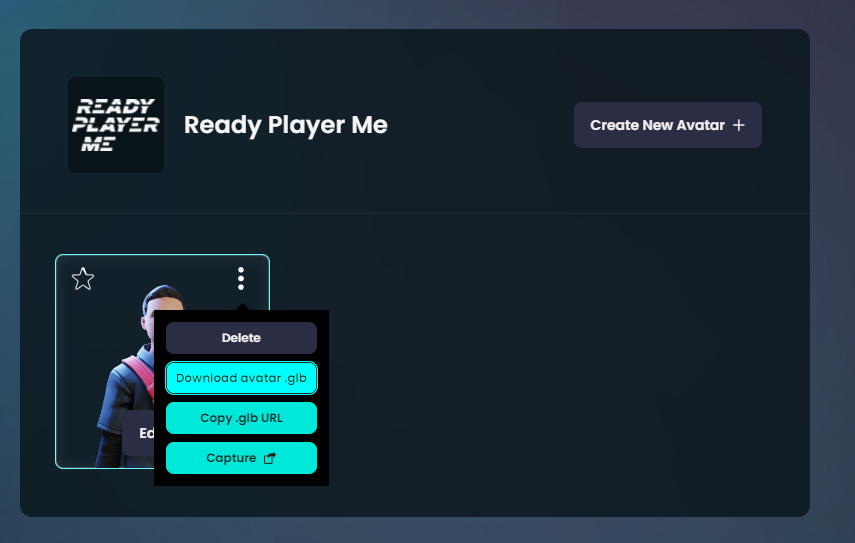 READY
PLAYER
ME
Ready Player Me
Create New Avatar
Delete
Download avatar .glb
Copy .glb URL
Ed
Capture